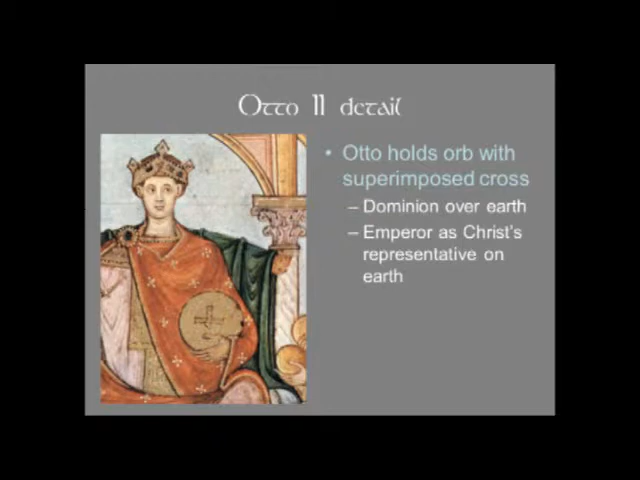 Otto II detail
• Otto holds orb with
superimposed cross
– Dominion over earth
– Emperor as Christ's
representative on
earth